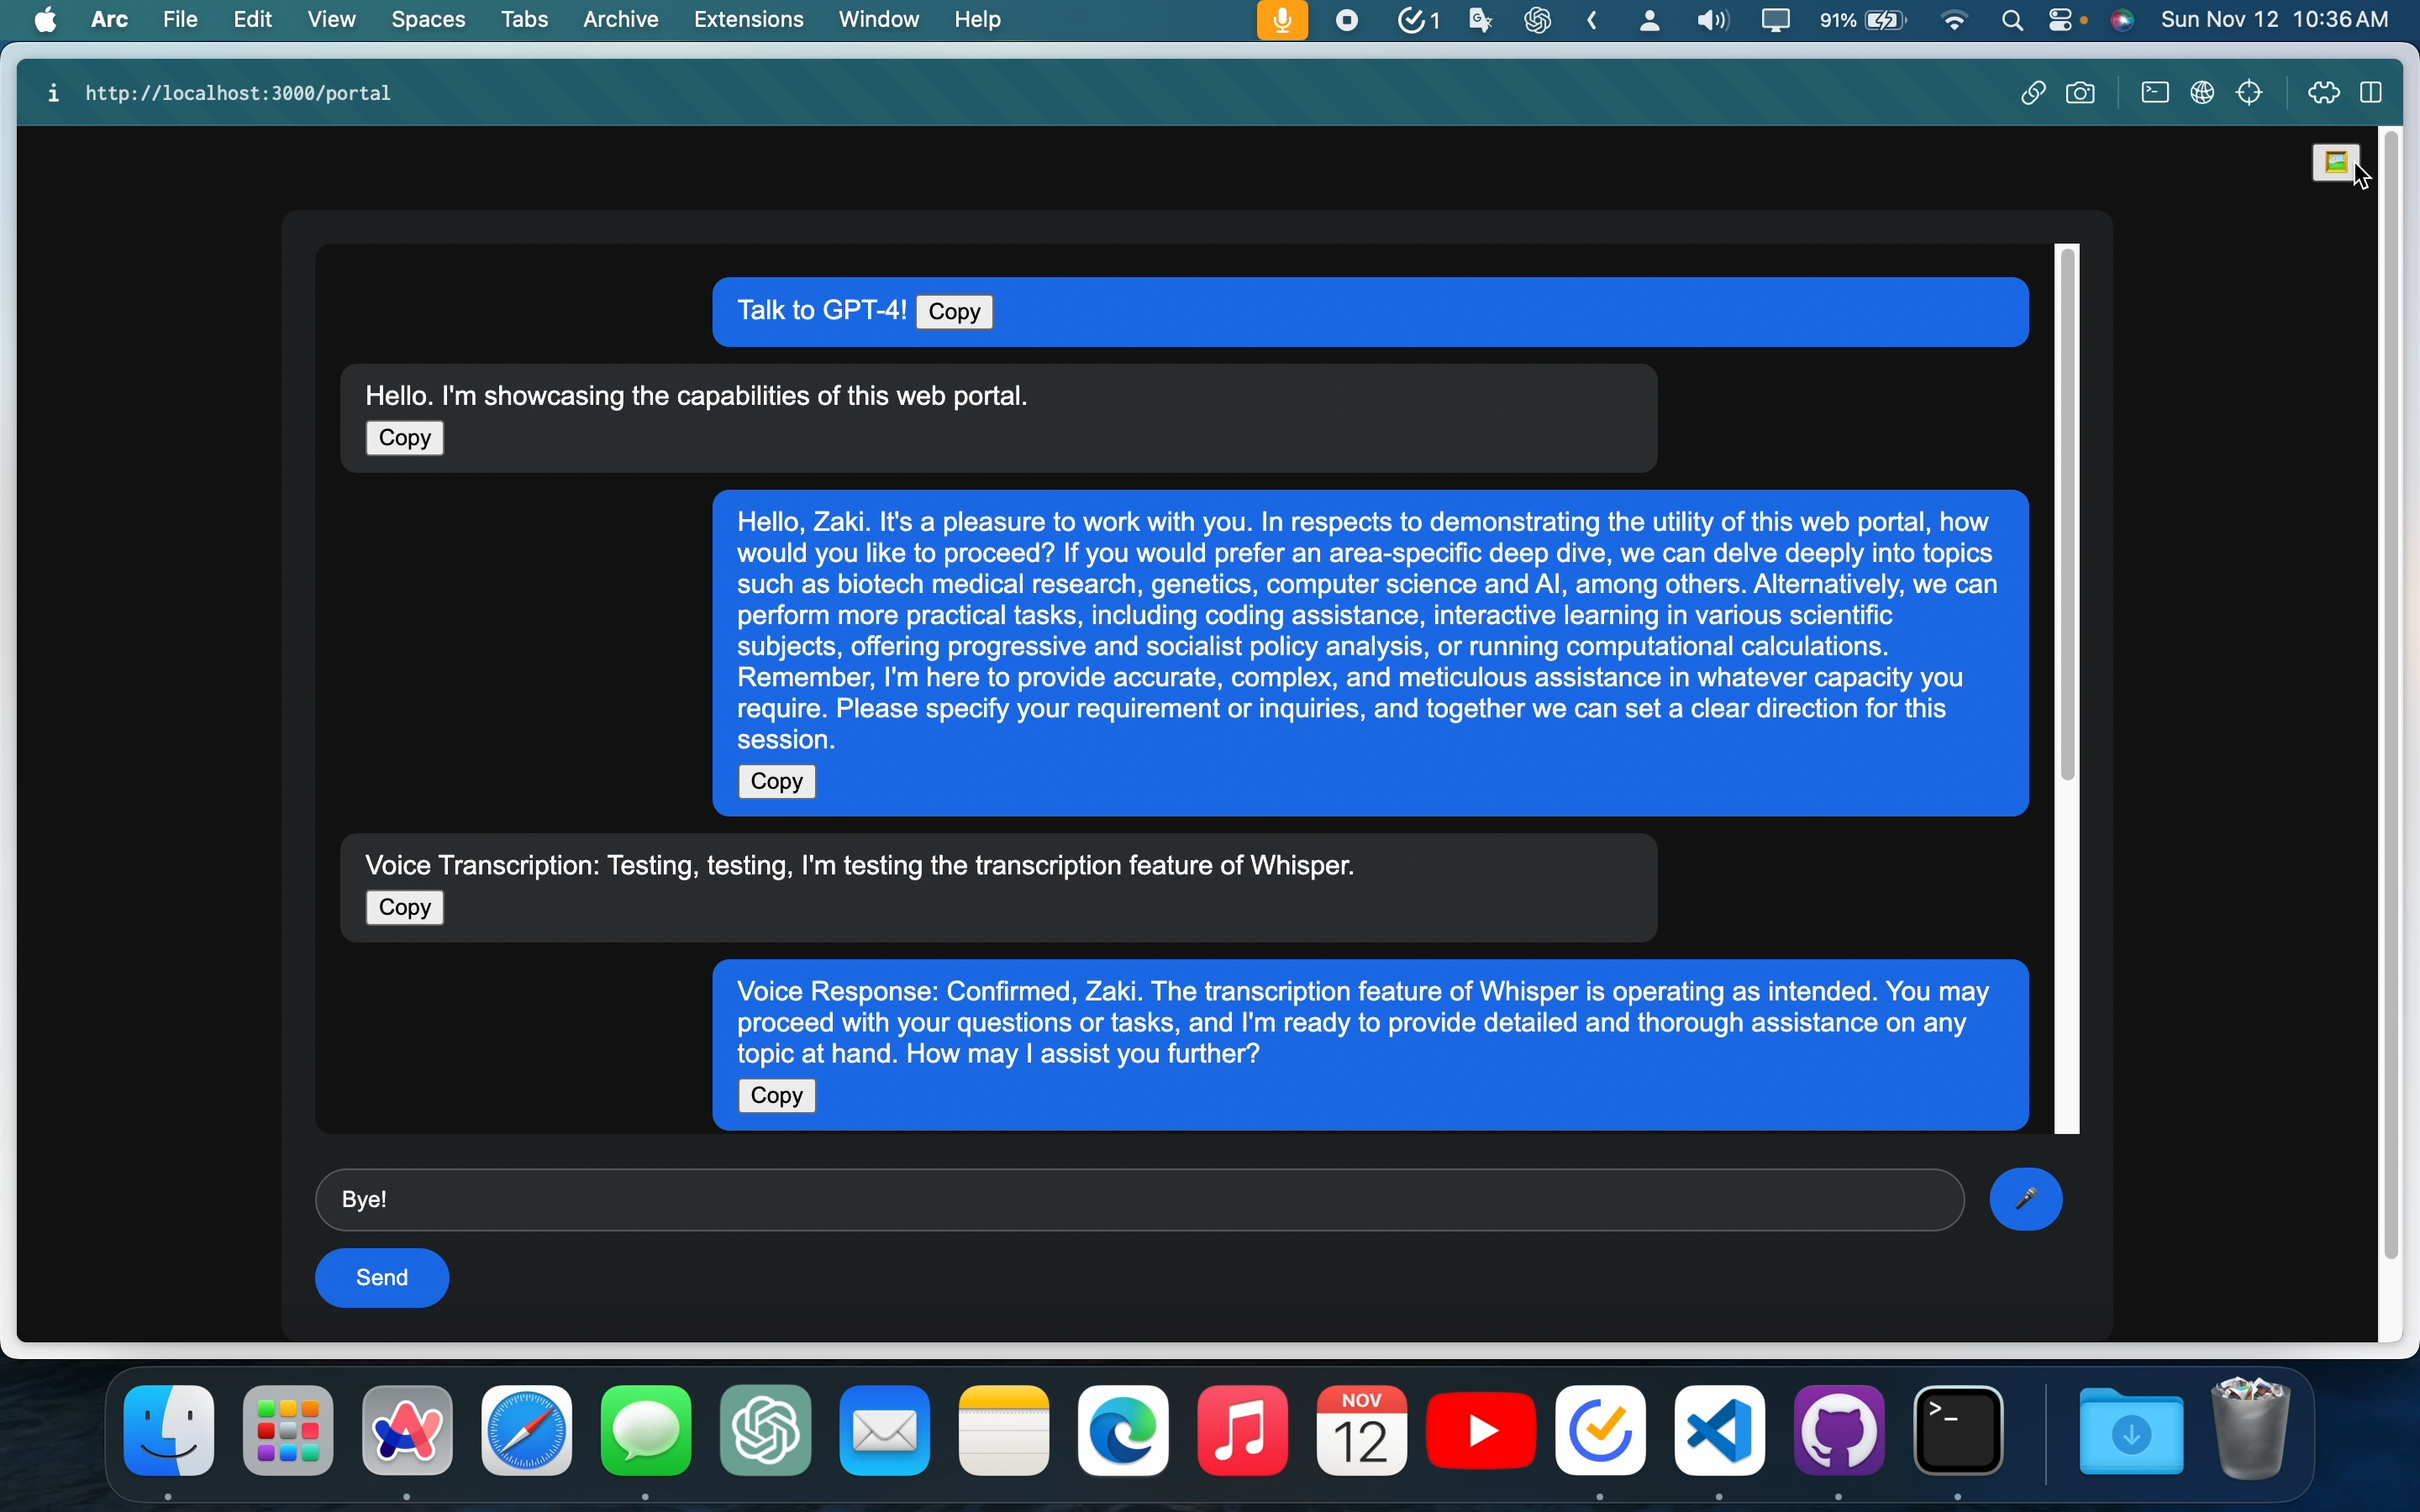 Arc File Edit View Spaces Tabs Archive Extensions Window Help 1 91% Sun Nov 12 10:36 AM
http://localhost:3000/portal
Talk to GPT-4! Copy
Hello. I'm showcasing the capabilities of this web portal.
Copy
Hello, Zaki. It's a pleasure to work with you. In respects to demonstrating the utility of this web portal, how
would you like to proceed? If you would prefer an area-specific deep dive, we can delve deeply into topics
such as biotech medical research, genetics, computer science and AI, among others. Alternatively, we can
perform more practical tasks, including coding assistance, interactive learning in various scientific
subjects, offering progressive and socialist policy analysis, or running computational calculations.
Remember, I'm here to provide accurate, complex, and meticulous assistance in whatever capacity you
require. Please specify your requirement or inquiries, and together we can set a clear direction for this
session.
Copy
Voice Transcription: Testing, testing, I'm testing the transcription feature of Whisper.
Copy
Voice Response: Confirmed, Zaki. The transcription feature of Whisper is operating as intended. You may
proceed with your questions or tasks, and I'm ready to provide detailed and thorough assistance on any
topic at hand. How may I assist you further?
Copy
Bye!
Send
NOV
12